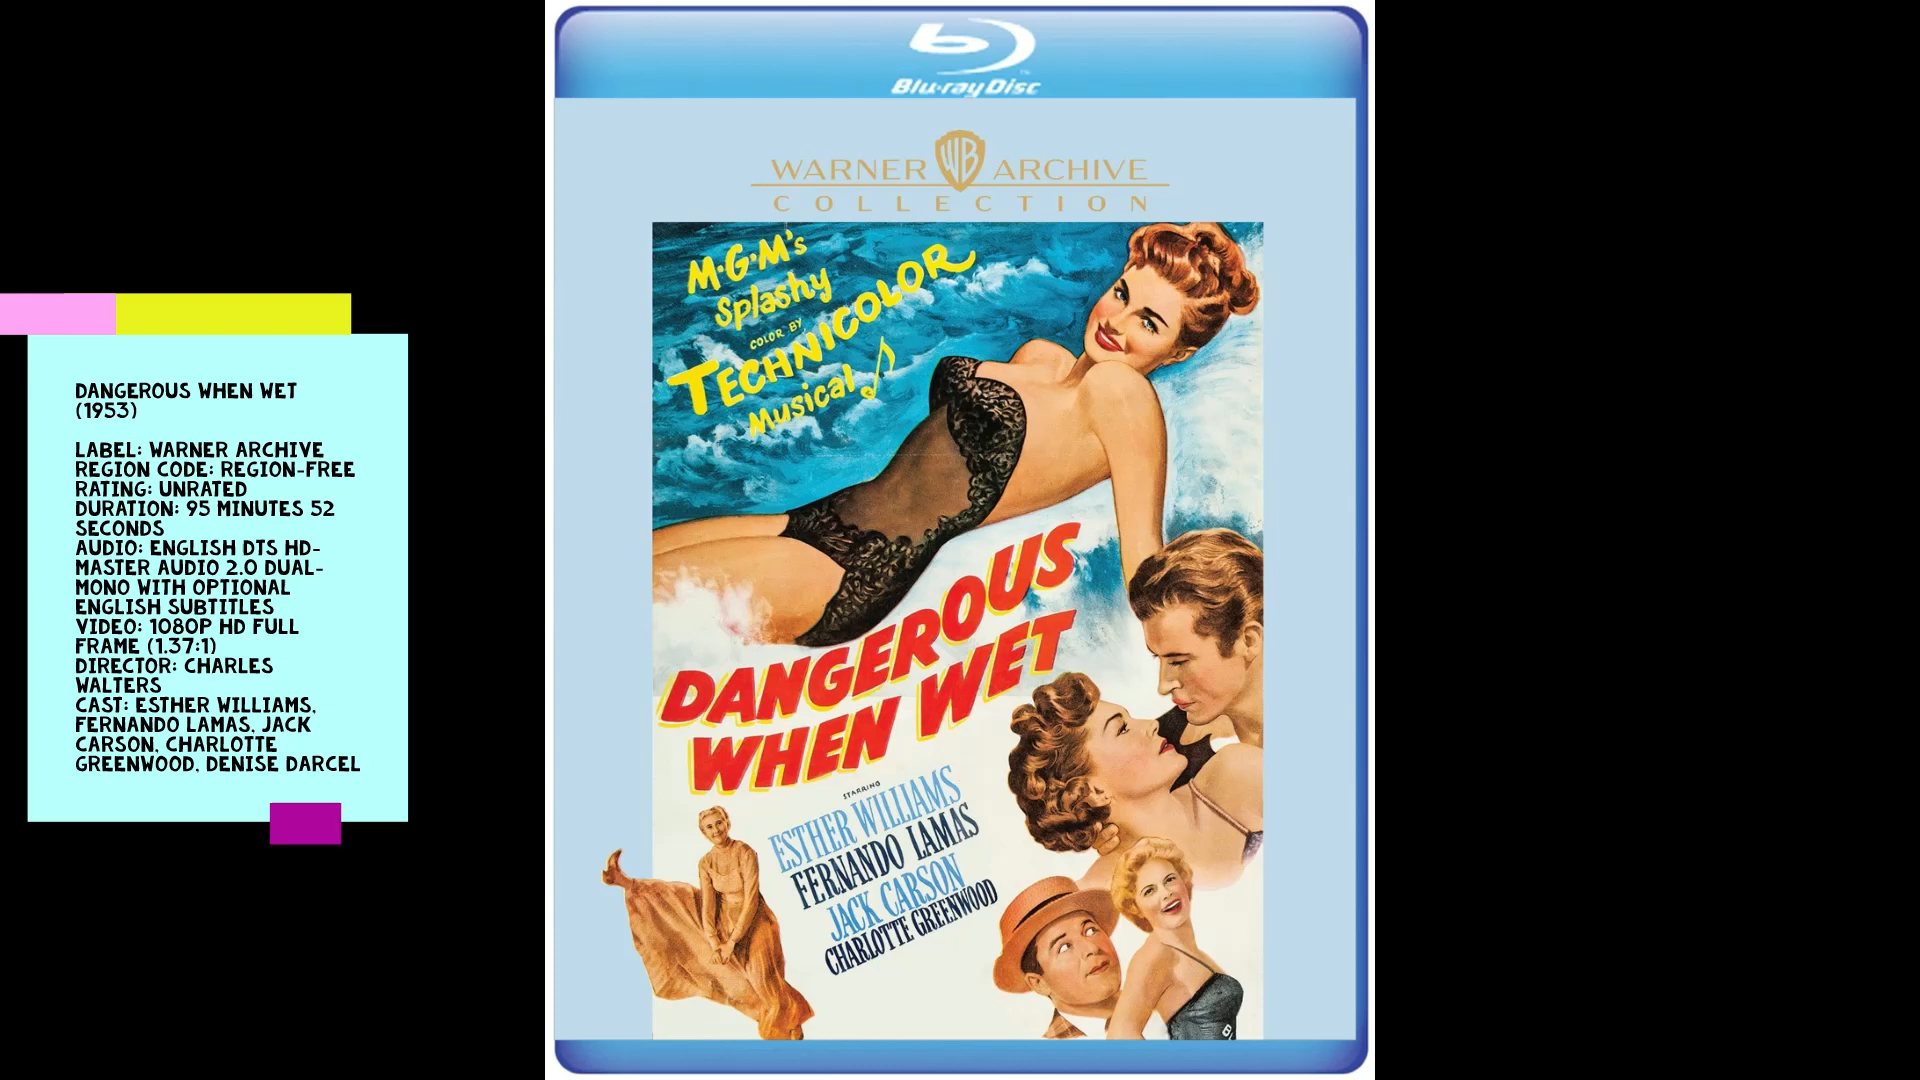 DANGEROUS WHEN WET
(1953)
LABEL: WARNER ARCHIVE
REGION CODE: REGION-FREE
RATING: UNRATED
DURATION: 95 MINUTES 52
SECONDS
AUDIO: ENGLISH DTS HD-
MASTER AUDIO 2.0 DUAL-
MONO WITH OPTIONAL
ENGLISH SUBTITLES
VIDEO: 1080P HD FULL
FRAME (1.37:1)
DIRECTOR: CHARLES
WALTERS
CAST: ESTHER WILLIAMS,
FERNANDO LAMAS, JACK
CARSON, CHARLOTTE
GREENWOOD, DENISE DARCEL
Blu-ray Disc
WARNER WB ARCHIVE
COLLECTION
M·G·M's
Splashy
COLOR BY
TECHNICOLOR
Musical
DANGEROUS
WHEN WET
STARRING
ESTHER WILLIAMS
FERNANDO LAMAS
JACK CARSON
CHARLOTTE GREENWOOD